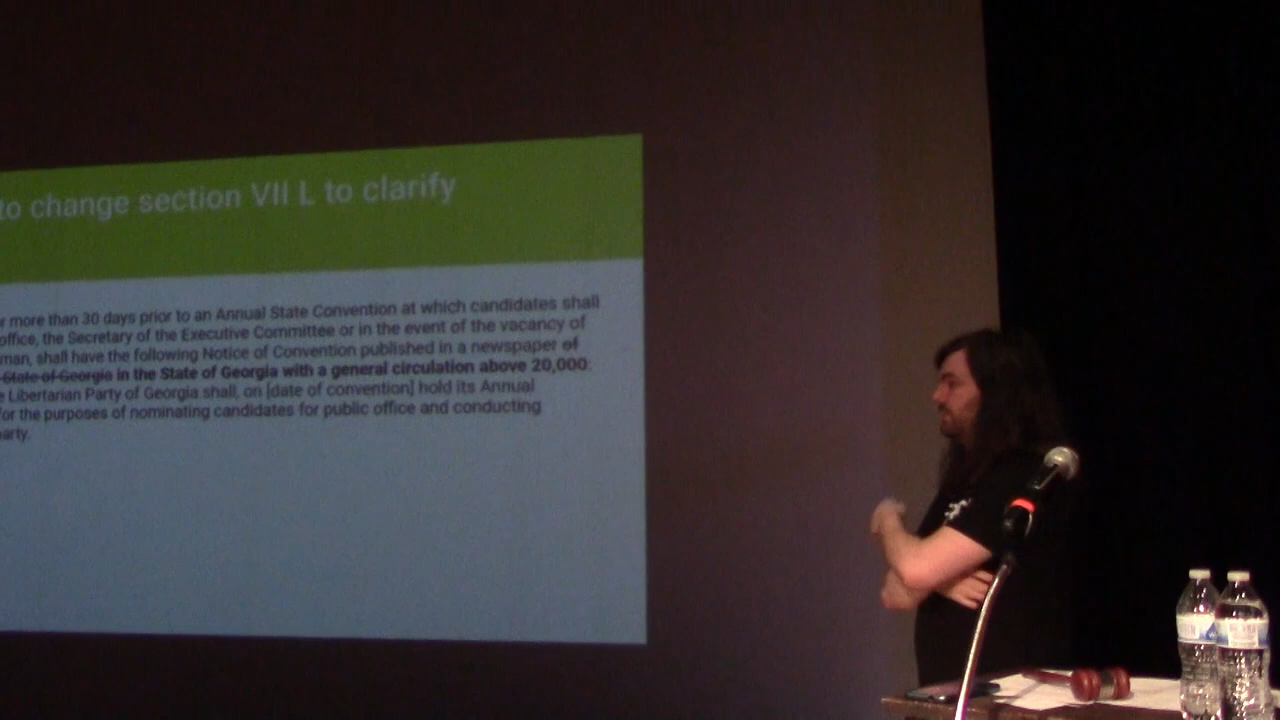 to change section VII L to clarify
r more than 30 days prior to an Annual State Convention at which candidates shall
office, the Secretary of the Executive Committee or in the event of the vacancy of
man, shall have the following Notice of Convention published in a newspaper of
State of Georgia in the State of Georgia with a general circulation above 20,000:
e Libertarian Party of Georgia shall, on [date of convention] hold its Annual
for the purposes of nominating candidates for public office and conducting
arty.